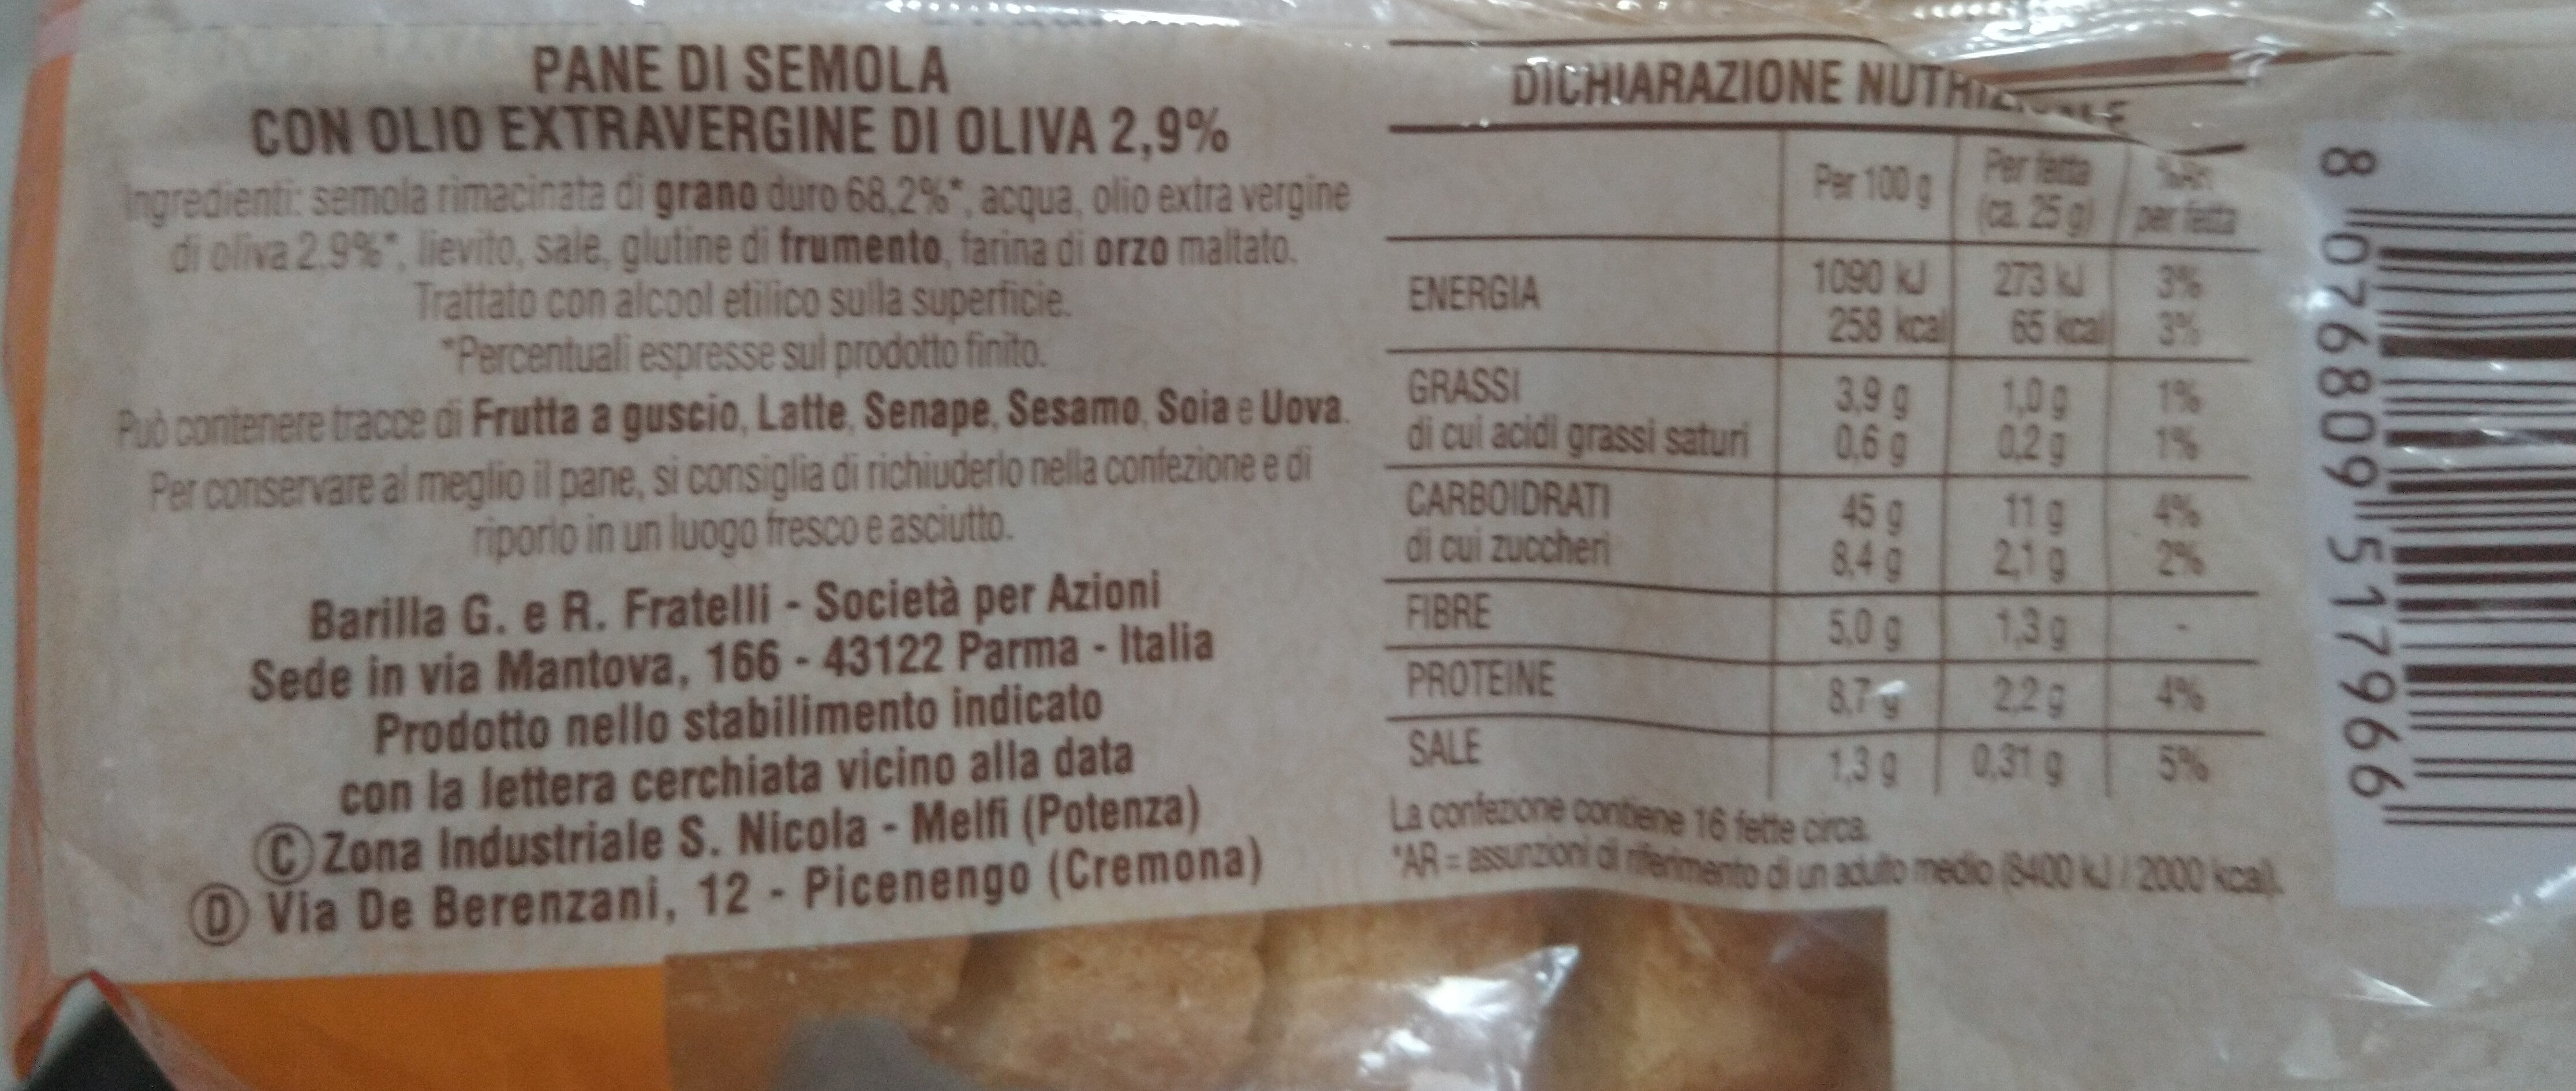 PANE DI SEMOLA
CON OLIO EXTRAVERGINE DI OLIVA 2,9%
Ingredienti: semola rimacinata di grano duro 68,2%*, acqua, olio extra vergine
di oliva 2,9%*, lievito, sale, glutine di frumento, farina di orzo maltato.
Trattato con alcool etilico sulla superficie.
*Percentuali espresse sul prodotto finito.
Può contenere tracce di Frutta a guscio, Latte, Senape, Sesamo, Soia e Uova.
Per conservare al meglio il pane, si consiglia di richiuderlo nella confezione e di
riporlo in un luogo fresco e asciutto.
Barilla G. e R. Fratelli - Società per Azioni
Sede in via Mantova, 166 - 43122 Parma - Italia
Prodotto nello stabilimento indicato
con la lettera cerchiata vicino alla data
Ⓒ Zona Industriale S. Nicola - Melfi (Potenza)
Ⓓ Via De Berenzani, 12 - Picenengo (Cremona)
DICHIARAZIONE
Per 100 g Per fetta (ca. 25 g) %AR* per fetta
ENERGIA 1090 kJ 273 kJ 3%
258 kcal 65 kcal 3%
GRASSI 3,9 g 1,0 g 1%
di cui acidi grassi saturi 0,6 g 0,2 g 1%
CARBOIDRATI 45 g 11 g 4%
di cui zuccheri 8,4 g 2,1 g 2%
FIBRE 5,0 g 1,3 g -
PROTEINE 8,7 g 2,2 g 4%
SALE 1,3 g 0,31 g 5%
La confezione contiene 16 fette circa.
*AR = assunzioni di riferimento di un adulto medio (8400 kJ / 2000 kcal).
8 076809 517966